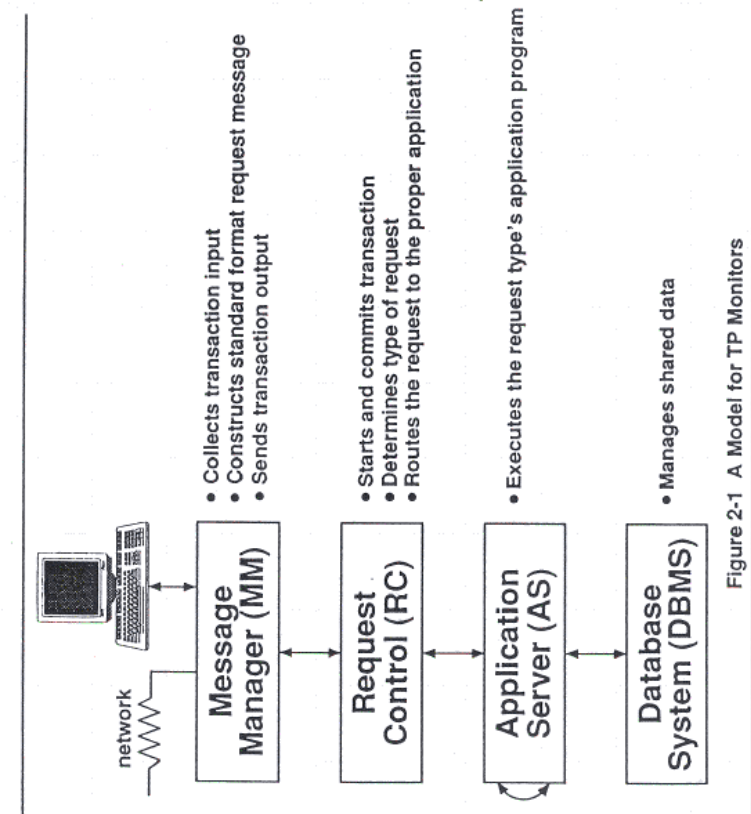 network
Message
Manager (MM)
• Collects transaction input
• Constructs standard format request message
• Sends transaction output
Request
Control (RC)
• Starts and commits transaction
• Determines type of request
• Routes the request to the proper application
Application
Server (AS)
• Executes the request type's application program
Database
System (DBMS)
• Manages shared data
Figure 2-1 A Model for TP Monitors